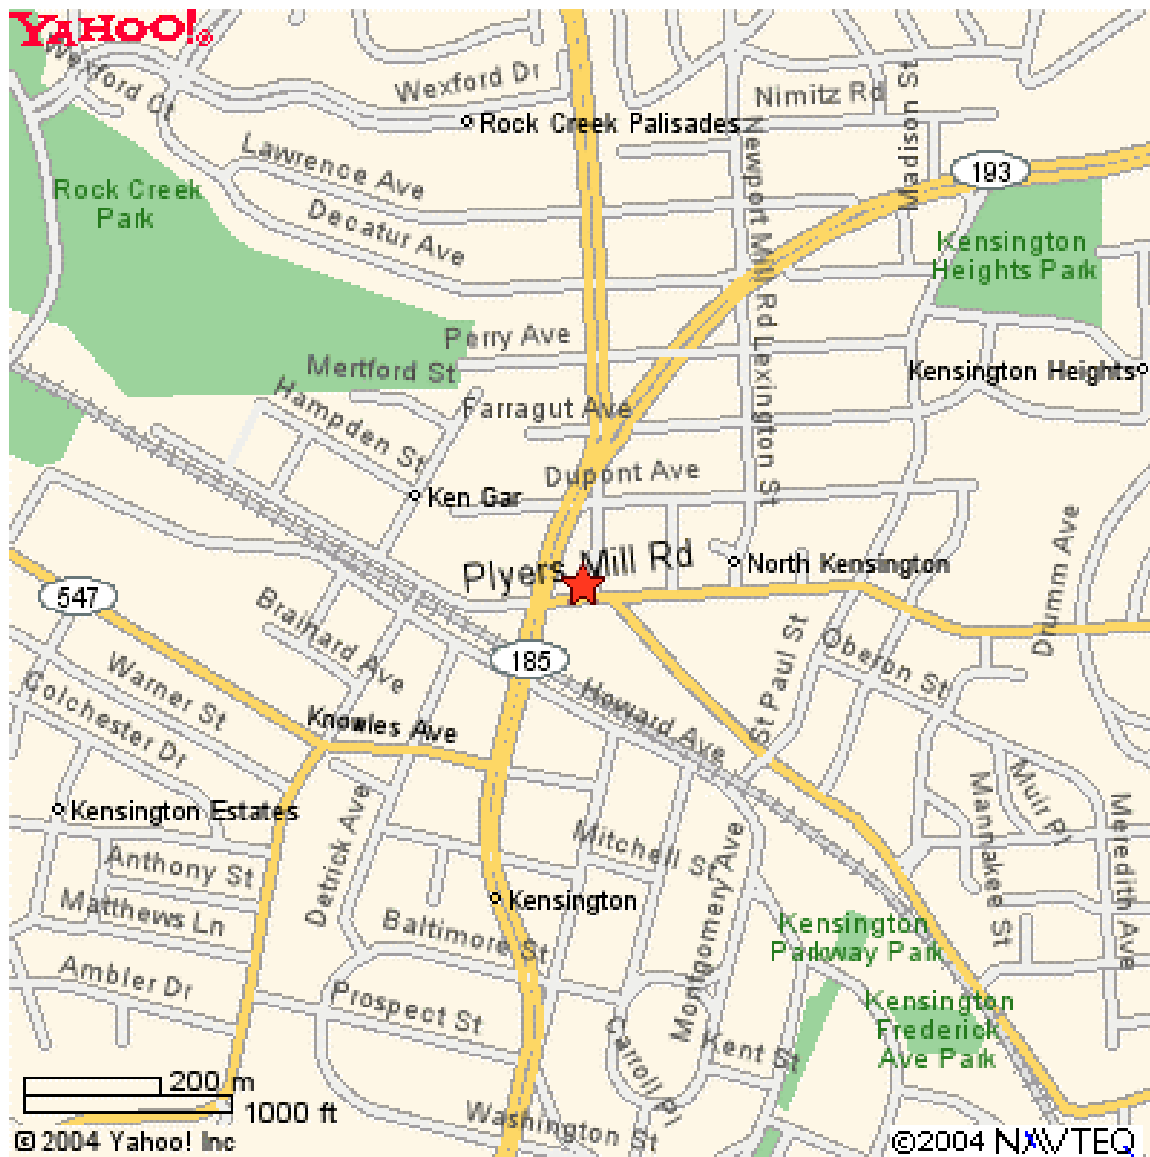 YAHOO!®
Wexford Dr
Wexford Ct
Nimitz Rd
Madison St
Rock Creek Palisades
Newport Mill Rd
Lawrence Ave
193
Rock Creek
Park
Decatur Ave
Kensington
Heights Park
Perry Ave
Mertford St
Lexington St
Kensington Heights
Hampden St
Farragut Ave
Dupont Ave
Ken Gar
Plyers Mill Rd
North Kensington
Drumm Ave
547
Brainard Ave
185
St Paul St
Oberon St
Warner St
Colchester Dr
Howard Ave
Knowles Ave
Kensington Estates
Detrick Ave
Mannakee St
Muir Pl
Meredith Ave
Anthony St
Mitchell St
Montgomery Ave
Matthews Ln
Kensington
Baltimore St
Kensington
Parkway Park
Ambler Dr
Prospect St
Kensington
Frederick
Ave Park
Carroll Pl
Kent St
200 m
1000 ft
Washington St
©2004 Yahoo! Inc
©2004 NAVTEQ